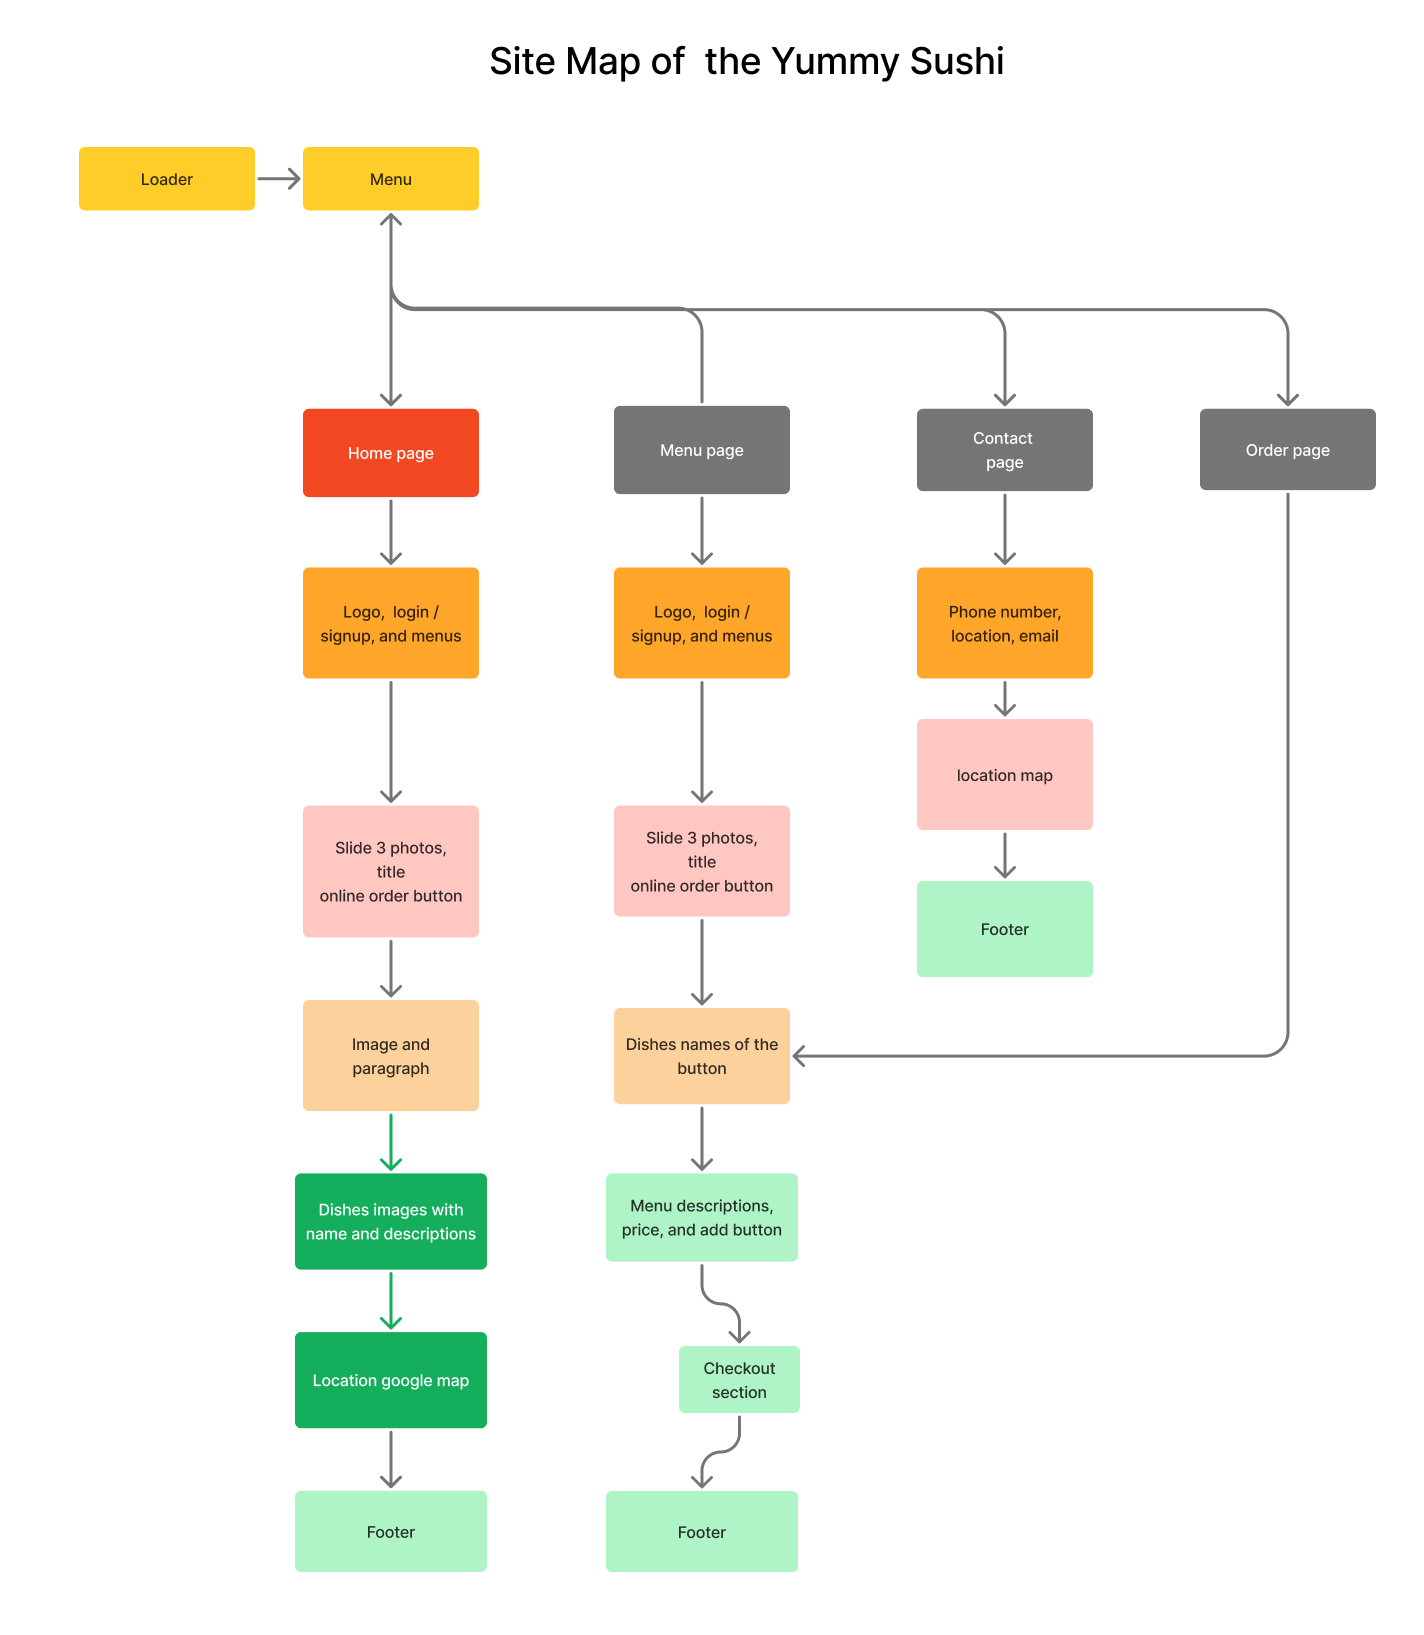 Site Map of  the Yummy Sushi
Loader
Menu
Home page
Menu page
Contact
page
Order page
Logo,  login /
signup, and menus
Logo,  login /
signup, and menus
Phone number,
location, email
location map
Slide 3 photos,
title
online order button
Slide 3 photos,
title
online order button
Footer
Image and
paragraph
Dishes names of the
button
Dishes images with
name and descriptions
Menu descriptions,
price, and add button
Location google map
Checkout
section
Footer
Footer